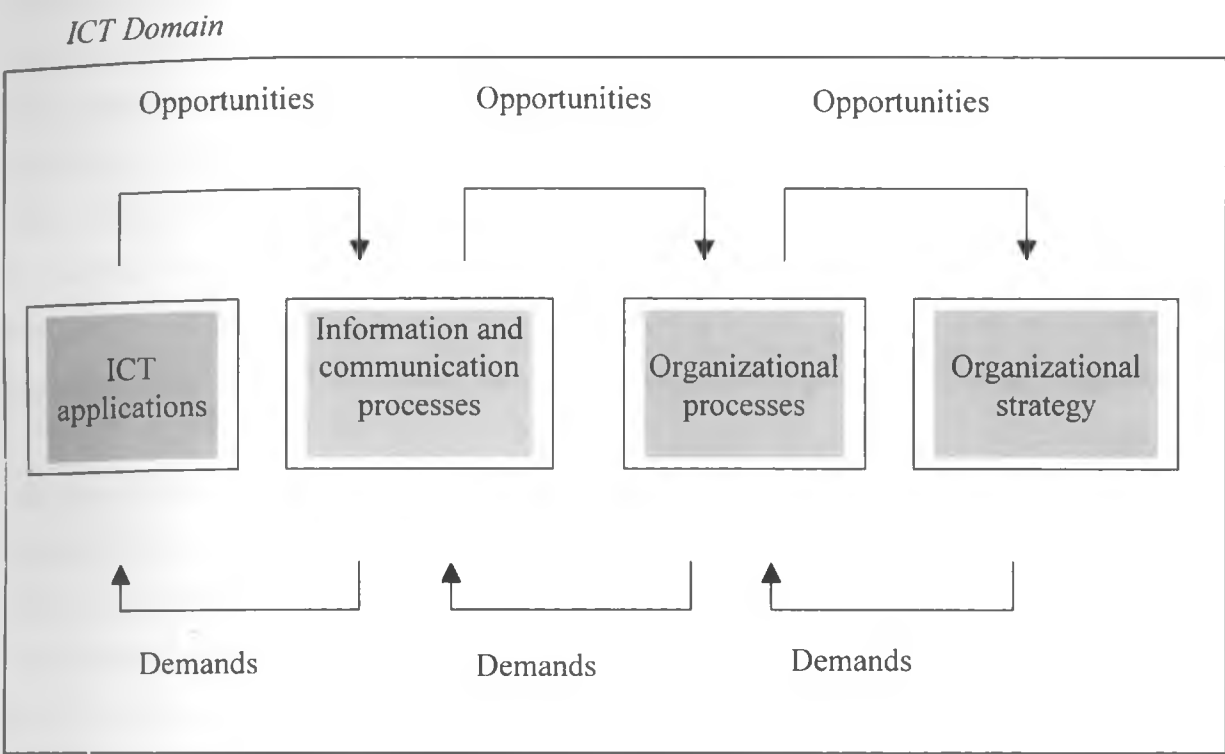 ICT Domain
Opportunities
Opportunities
Opportunities
ICT
applications
Information and
communication
processes
Organizational
processes
Organizational
strategy
Demands
Demands
Demands